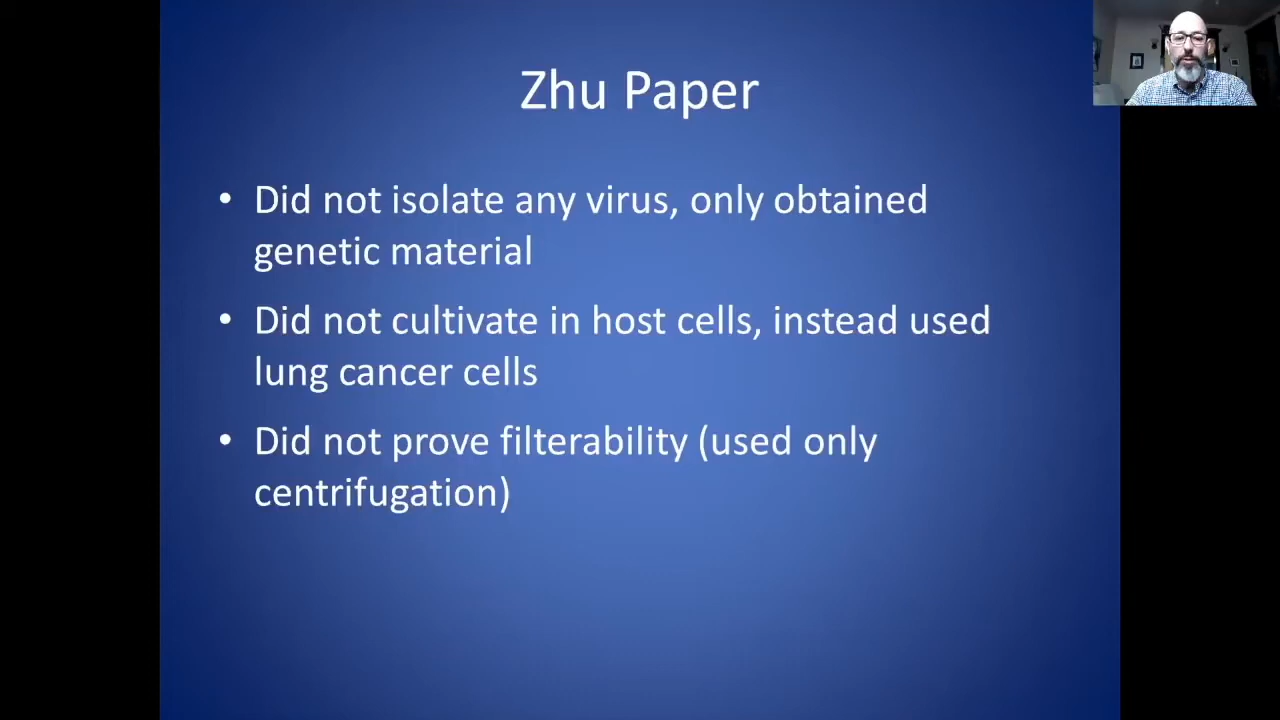 Zhu Paper
• Did not isolate any virus, only obtained
genetic material
• Did not cultivate in host cells, instead used
lung cancer cells
• Did not prove filterability (used only
centrifugation)